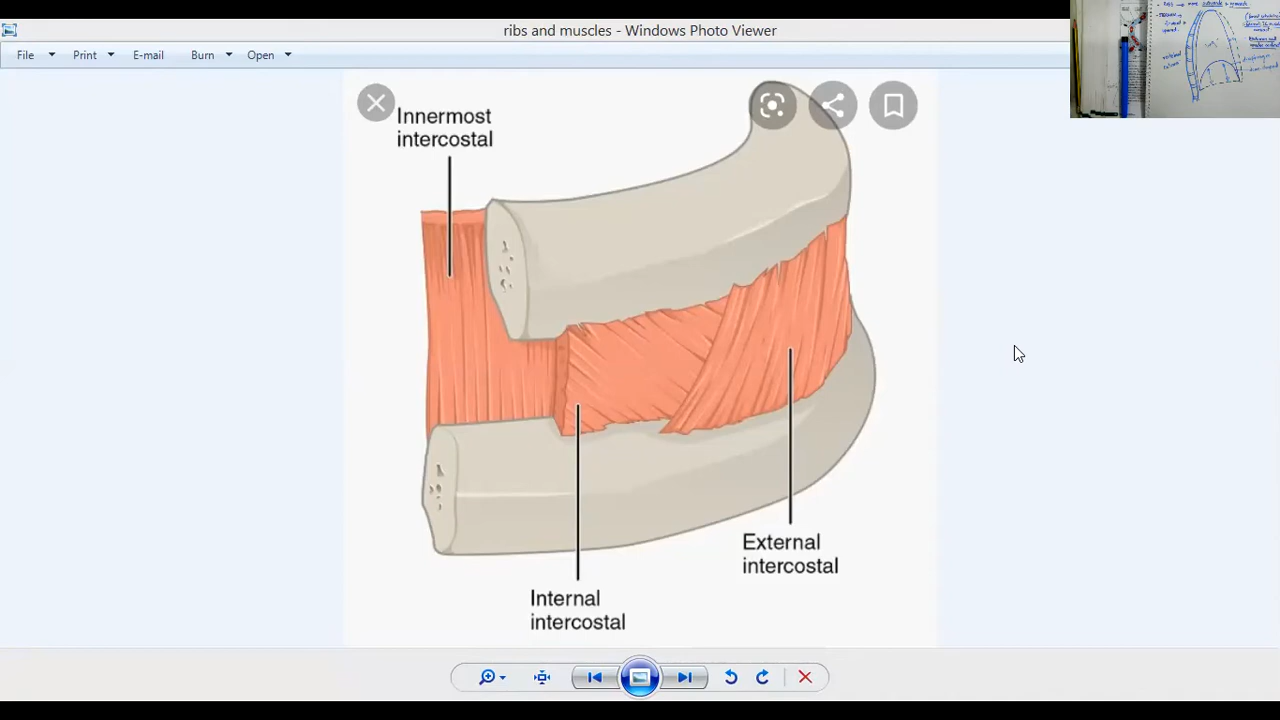 ribs and muscles - Windows Photo Viewer
File
Print
E-mail
Burn
Open
Innermost
intercostal
External
intercostal
Internal
intercostal